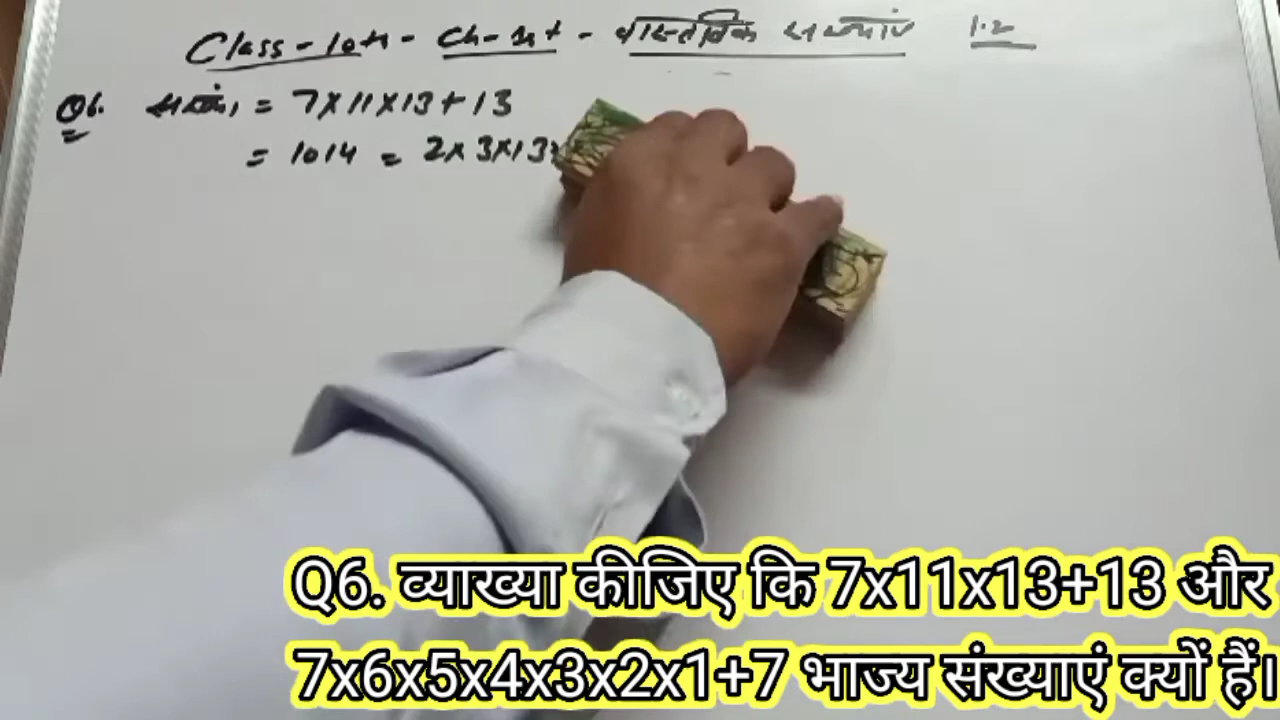 Class-10th - Ch-1st - वास्तविक संख्याएं 1.2
Q6. संख्या = 7×11×13+13
= 1014 = 2×3×13
Q6. व्याख्या कीजिए कि 7x11x13+13 और
7x6x5x4x3x2x1+7 भाज्य संख्याएं क्यों हैं।